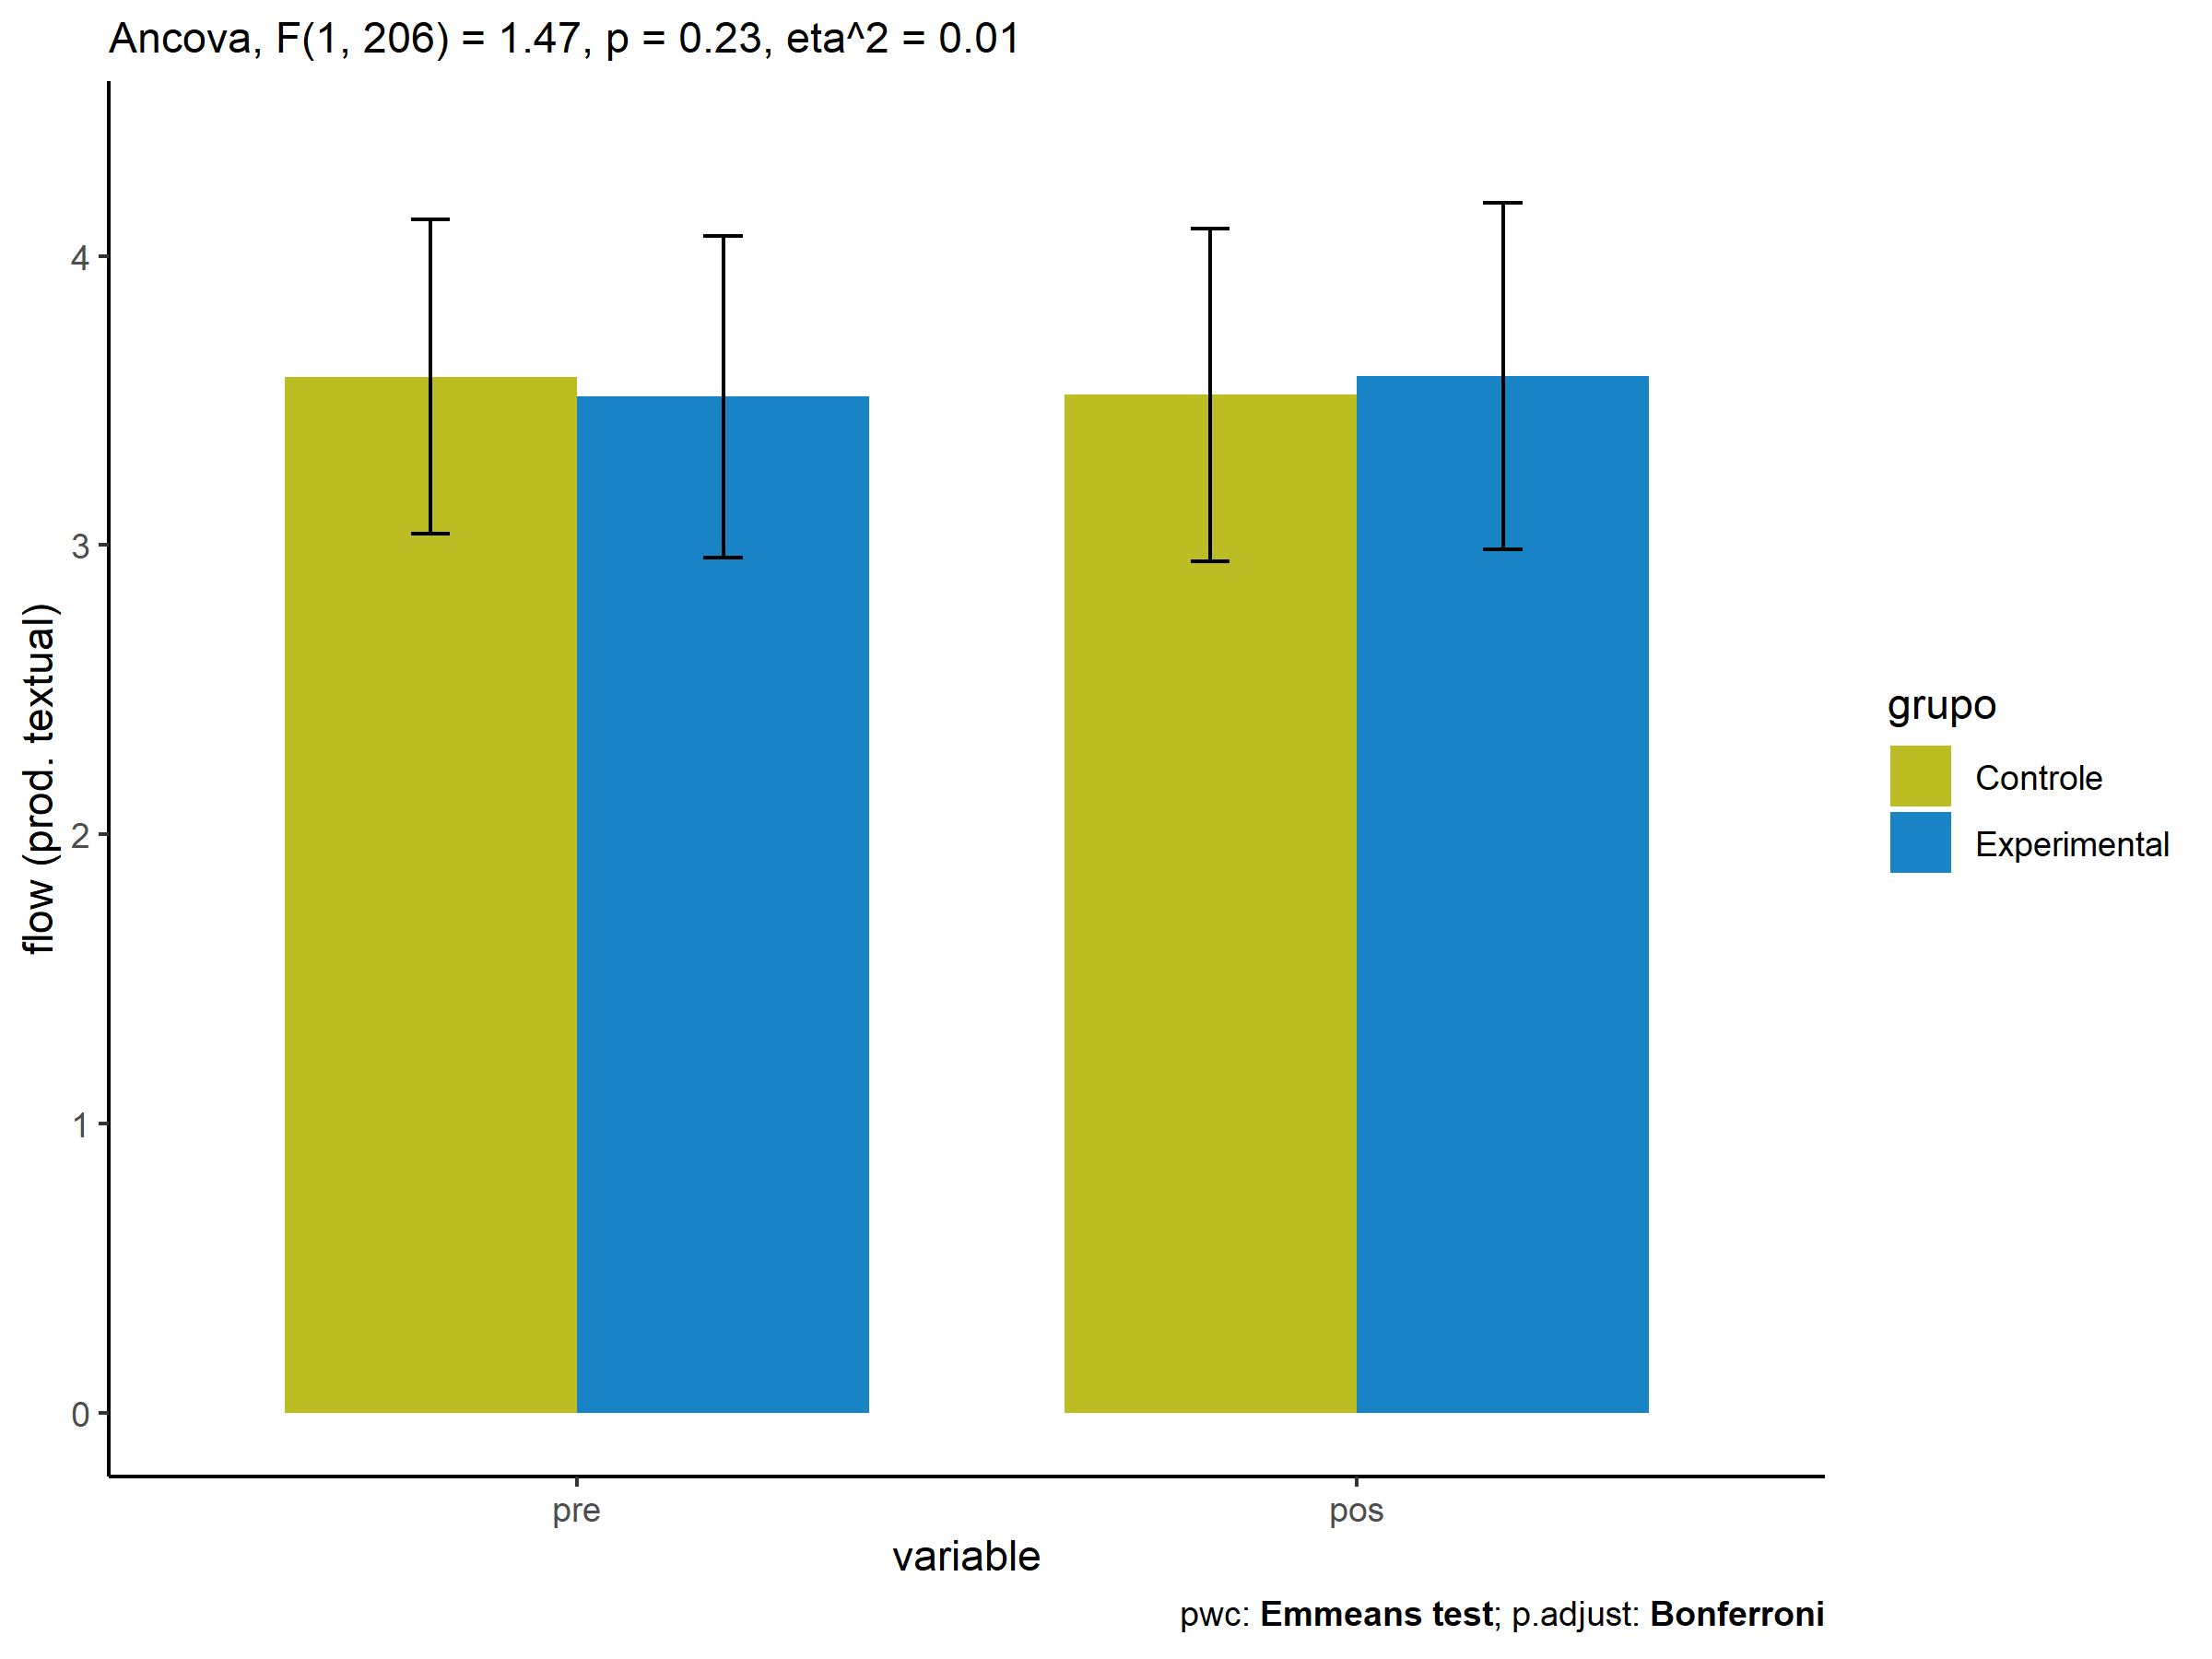 Ancova, F(1, 206) = 1.47, p = 0.23, eta^2 = 0.01
flow (prod. textual)
4
3
2
1
0
pre
pos
variable
grupo
Controle
Experimental
pwc: Emmeans test; p.adjust: Bonferroni